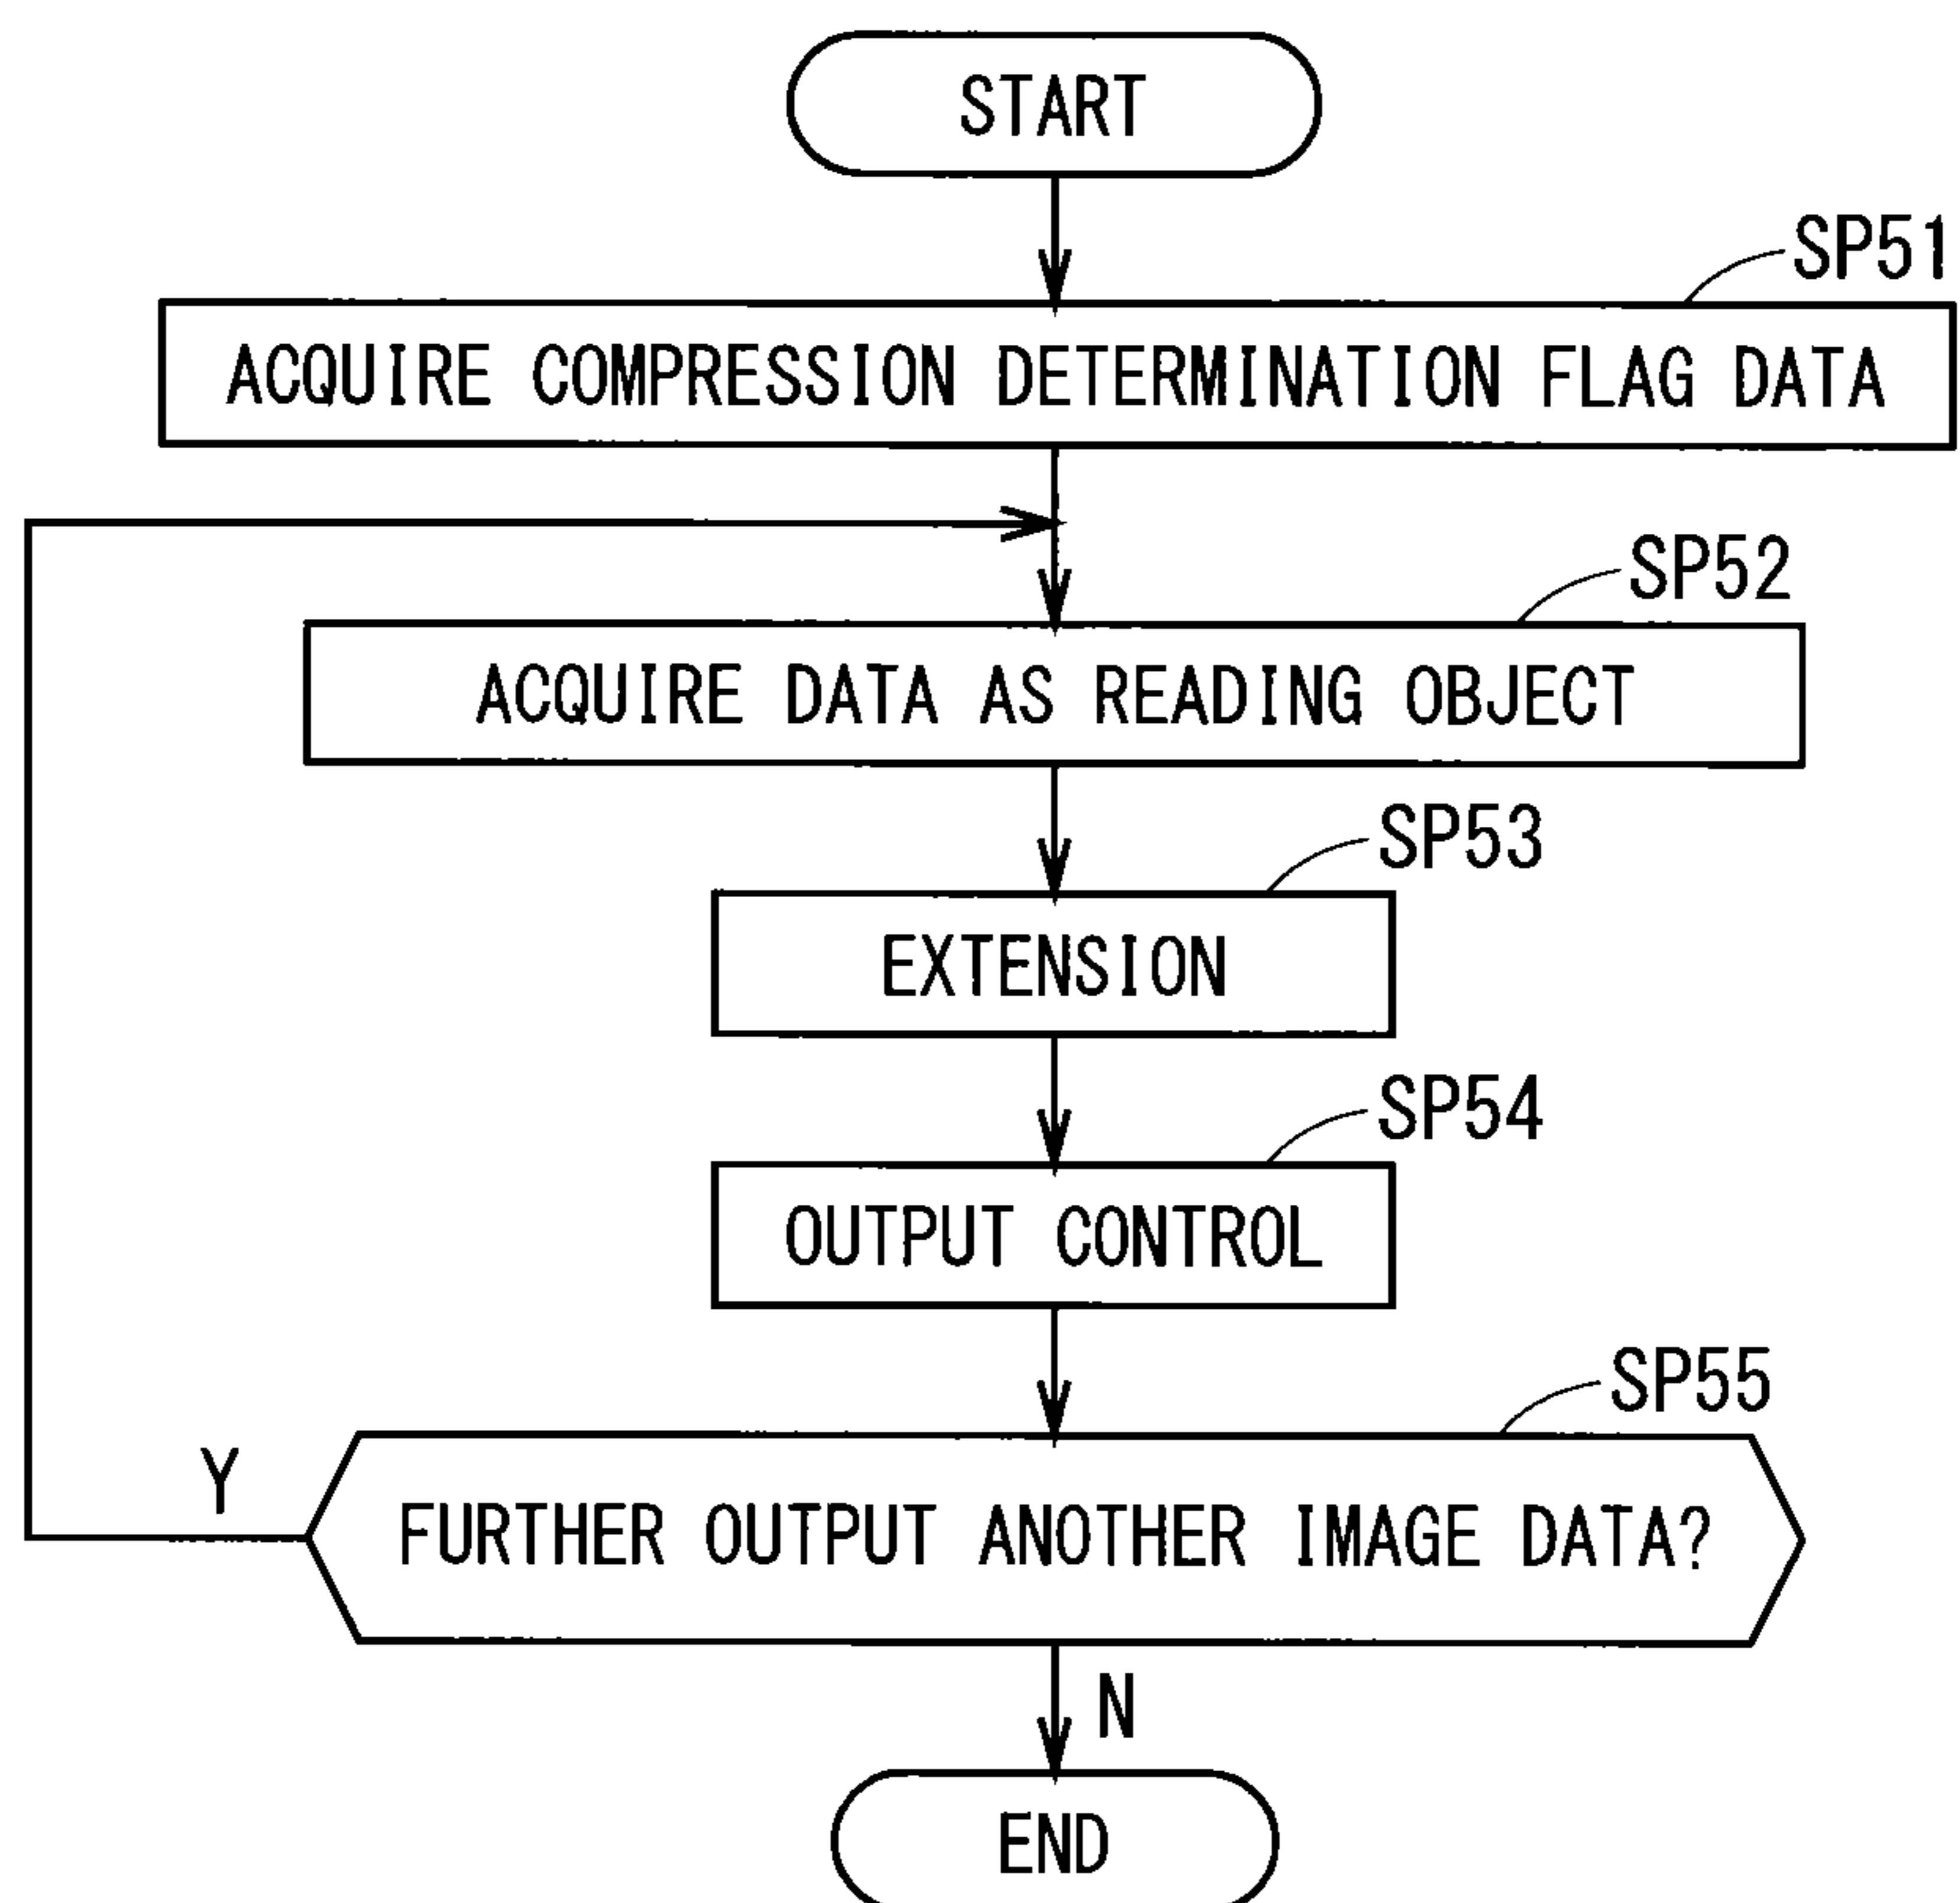 START
SP51
ACQUIRE COMPRESSION DETERMINATION FLAG DATA
SP52
ACQUIRE DATA AS READING OBJECT
SP53
EXTENSION
SP54
OUTPUT CONTROL
SP55
Y
FURTHER OUTPUT ANOTHER IMAGE DATA?
N
END